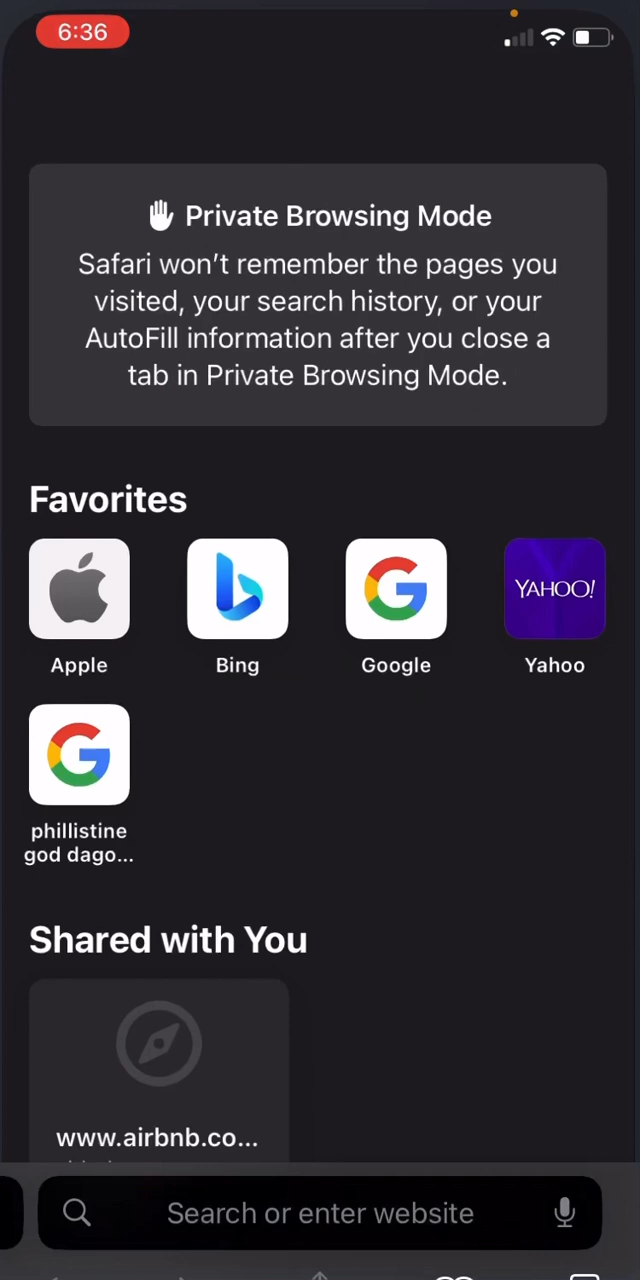 6:36
Private Browsing Mode
Safari won’t remember the pages you
visited, your search history, or your
AutoFill information after you close a
tab in Private Browsing Mode.
Favorites
YAHOO!
Apple
Bing
Google
Yahoo
phillistine
god dago...
Shared with You
www.airbnb.co...
Search or enter website